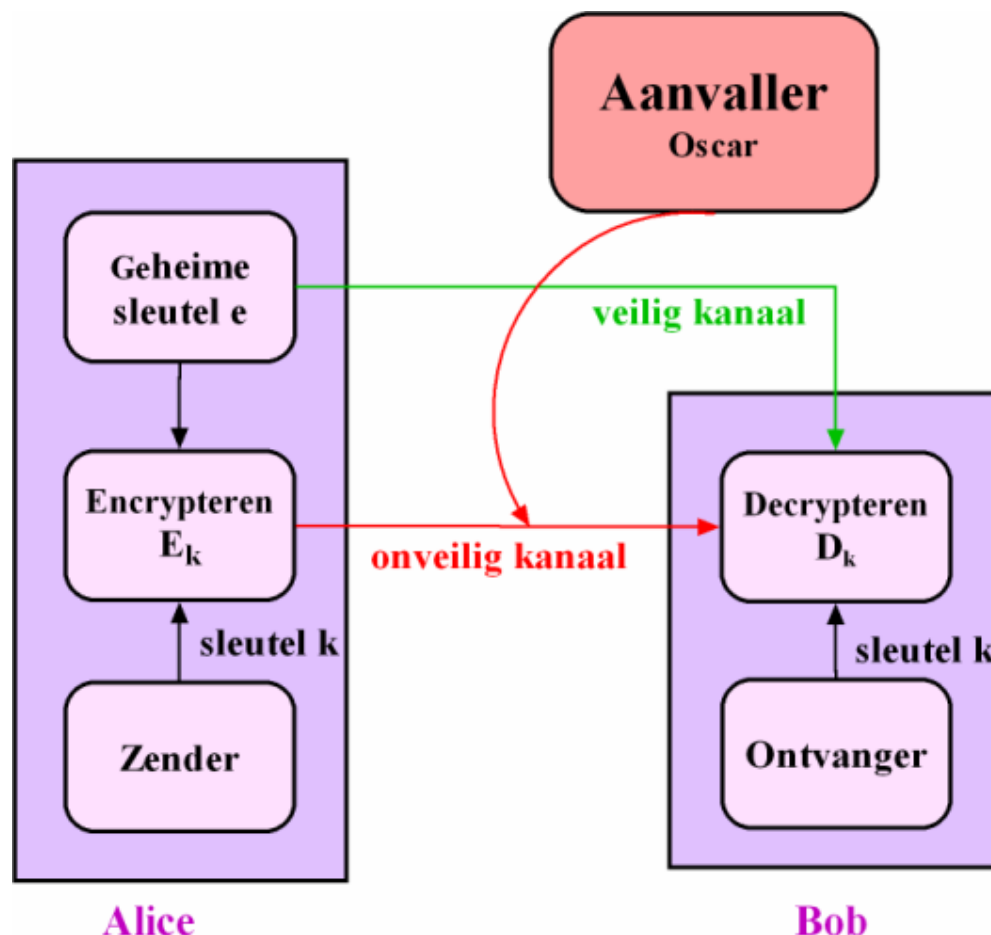 Aanvaller
Oscar
Geheime
sleutel e
veilig kanaal
Encrypteren
Ek
onveilig kanaal
Decrypteren
Dk
sleutel k
sleutel k
Zender
Ontvanger
Alice
Bob